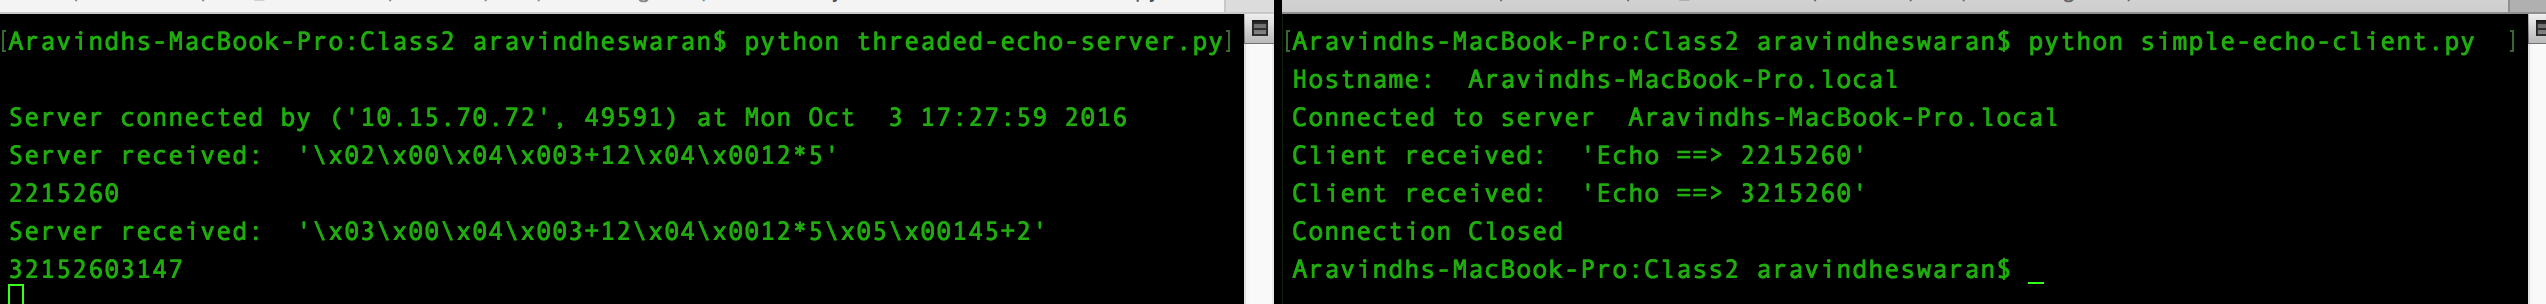 [Aravindhs-MacBook-Pro:Class2 aravindheswaran$ python threaded-echo-server.py]
Server connected by ('10.15.70.72', 49591) at Mon Oct  3 17:27:59 2016
Server received:  '\x02\x00\x04\x003+12\x04\x0012*5'
2215260
Server received:  '\x03\x00\x04\x003+12\x04\x0012*5\x05\x00145+2'
32152603147
[Aravindhs-MacBook-Pro:Class2 aravindheswaran$ python simple-echo-client.py  ]
Hostname:  Aravindhs-MacBook-Pro.local
Connected to server  Aravindhs-MacBook-Pro.local
Client received:  'Echo ==> 2215260'
Client received:  'Echo ==> 3215260'
Connection Closed
Aravindhs-MacBook-Pro:Class2 aravindheswaran$ _